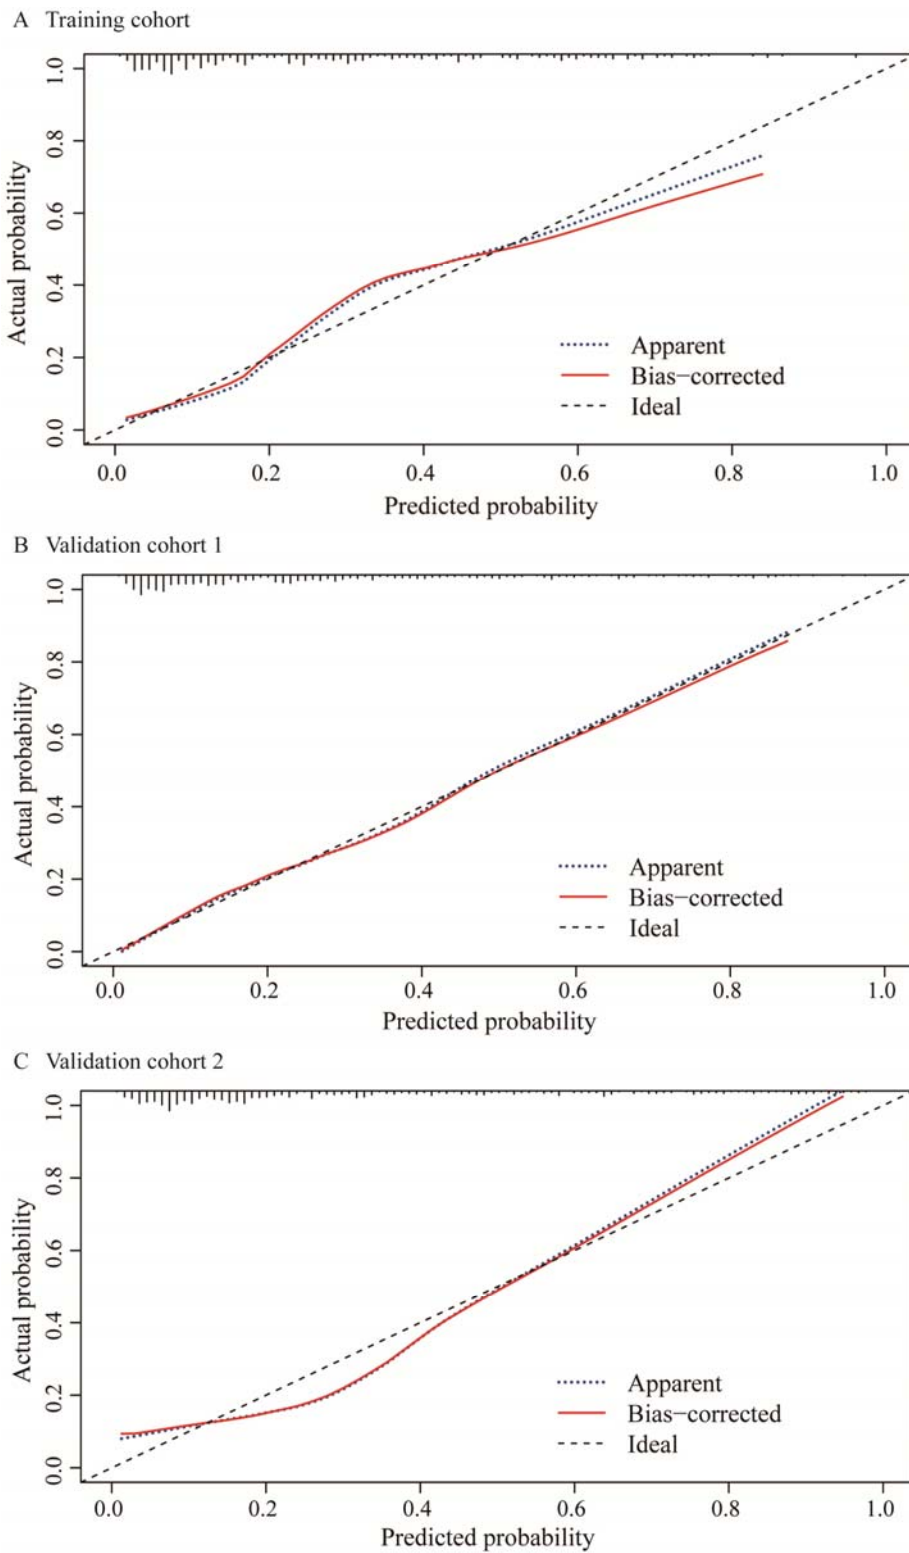 A Training cohort
1.0
0.8
0.6
0.4
0.2
0.0
Actual probability
Apparent
Bias-corrected
Ideal
0.0 0.2 0.4 0.6 0.8 1.0
Predicted probability
B Validation cohort 1
1.0
0.8
0.6
0.4
0.2
0.0
Actual probability
Apparent
Bias-corrected
Ideal
0.0 0.2 0.4 0.6 0.8 1.0
Predicted probability
C Validation cohort 2
1.0
0.8
0.6
0.4
0.2
0.0
Actual probability
Apparent
Bias-corrected
Ideal
0.0 0.2 0.4 0.6 0.8 1.0
Predicted probability